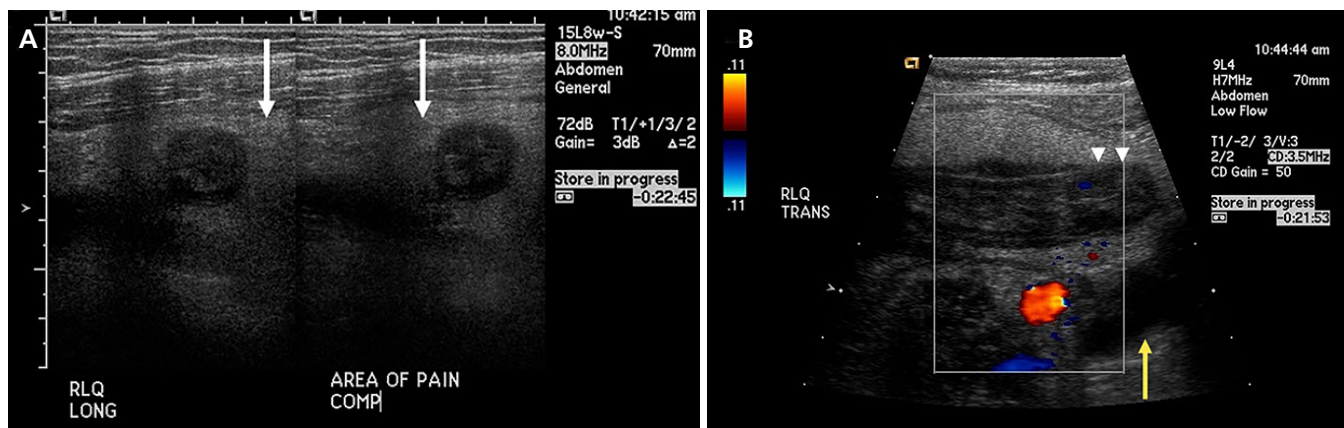 A
10:42:15 am
15L8w-S
8.0MHz 70mm
Abdomen
General
72dB T1/+1/3/2
Gain= 3dB Δ=2
Store in progress
-0:22:45
RLQ
LONG
AREA OF PAIN
COMP
B
.11
.11
RLQ
TRANS
10:44:44 am
9L4
H7MHz 70mm
Abdomen
Low Flow
T1/-2/ 3/V:3
2/2 CD:3.5MHz
CD Gain = 50
Store in progress
-0:21:53